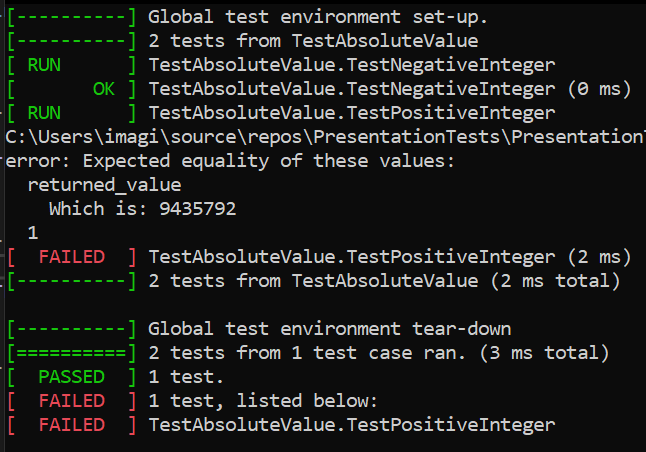 [----------] Global test environment set-up.
[----------] 2 tests from TestAbsoluteValue
[ RUN      ] TestAbsoluteValue.TestNegativeInteger
[       OK ] TestAbsoluteValue.TestNegativeInteger (0 ms)
[ RUN      ] TestAbsoluteValue.TestPositiveInteger
C:\Users\imagi\source\repos\PresentationTests\Presentation
error: Expected equality of these values:
  returned_value
    Which is: 9435792
  1
[  FAILED  ] TestAbsoluteValue.TestPositiveInteger (2 ms)
[----------] 2 tests from TestAbsoluteValue (2 ms total)

[----------] Global test environment tear-down
[==========] 2 tests from 1 test case ran. (3 ms total)
[  PASSED  ] 1 test.
[  FAILED  ] 1 test, listed below:
[  FAILED  ] TestAbsoluteValue.TestPositiveInteger